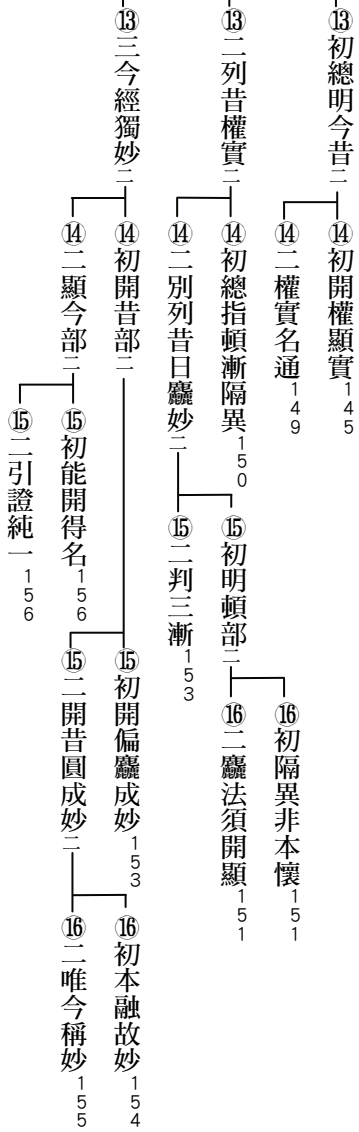 ⑬初總明今昔二
⑭初開權顯實145
⑭二權實名通149
⑬二列昔權實二
⑭初總指頓漸隔異150
⑭二別列昔日麤妙二
⑮初明頓部二
⑯初隔異非本懷151
⑯二麤法須開顯151
⑮二判三漸153
⑬三今經獨妙二
⑭初開昔部二
⑮初開偏麤成妙153
⑮二開昔圓成妙二
⑯初本融故妙154
⑯二唯今稱妙155
⑭二顯今部二
⑮初能開得名156
⑮二引證純一156